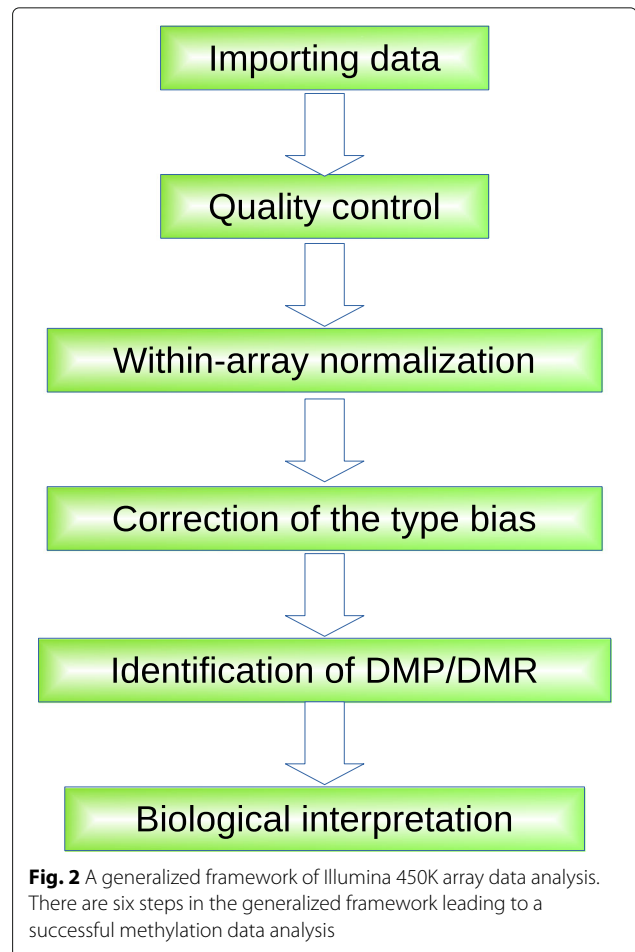 Importing data
Quality control
Within-array normalization
Correction of the type bias
Identification of DMP/DMR
Biological interpretation
Fig. 2 A generalized framework of Illumina 450K array data analysis.
There are six steps in the generalized framework leading to a
successful methylation data analysis